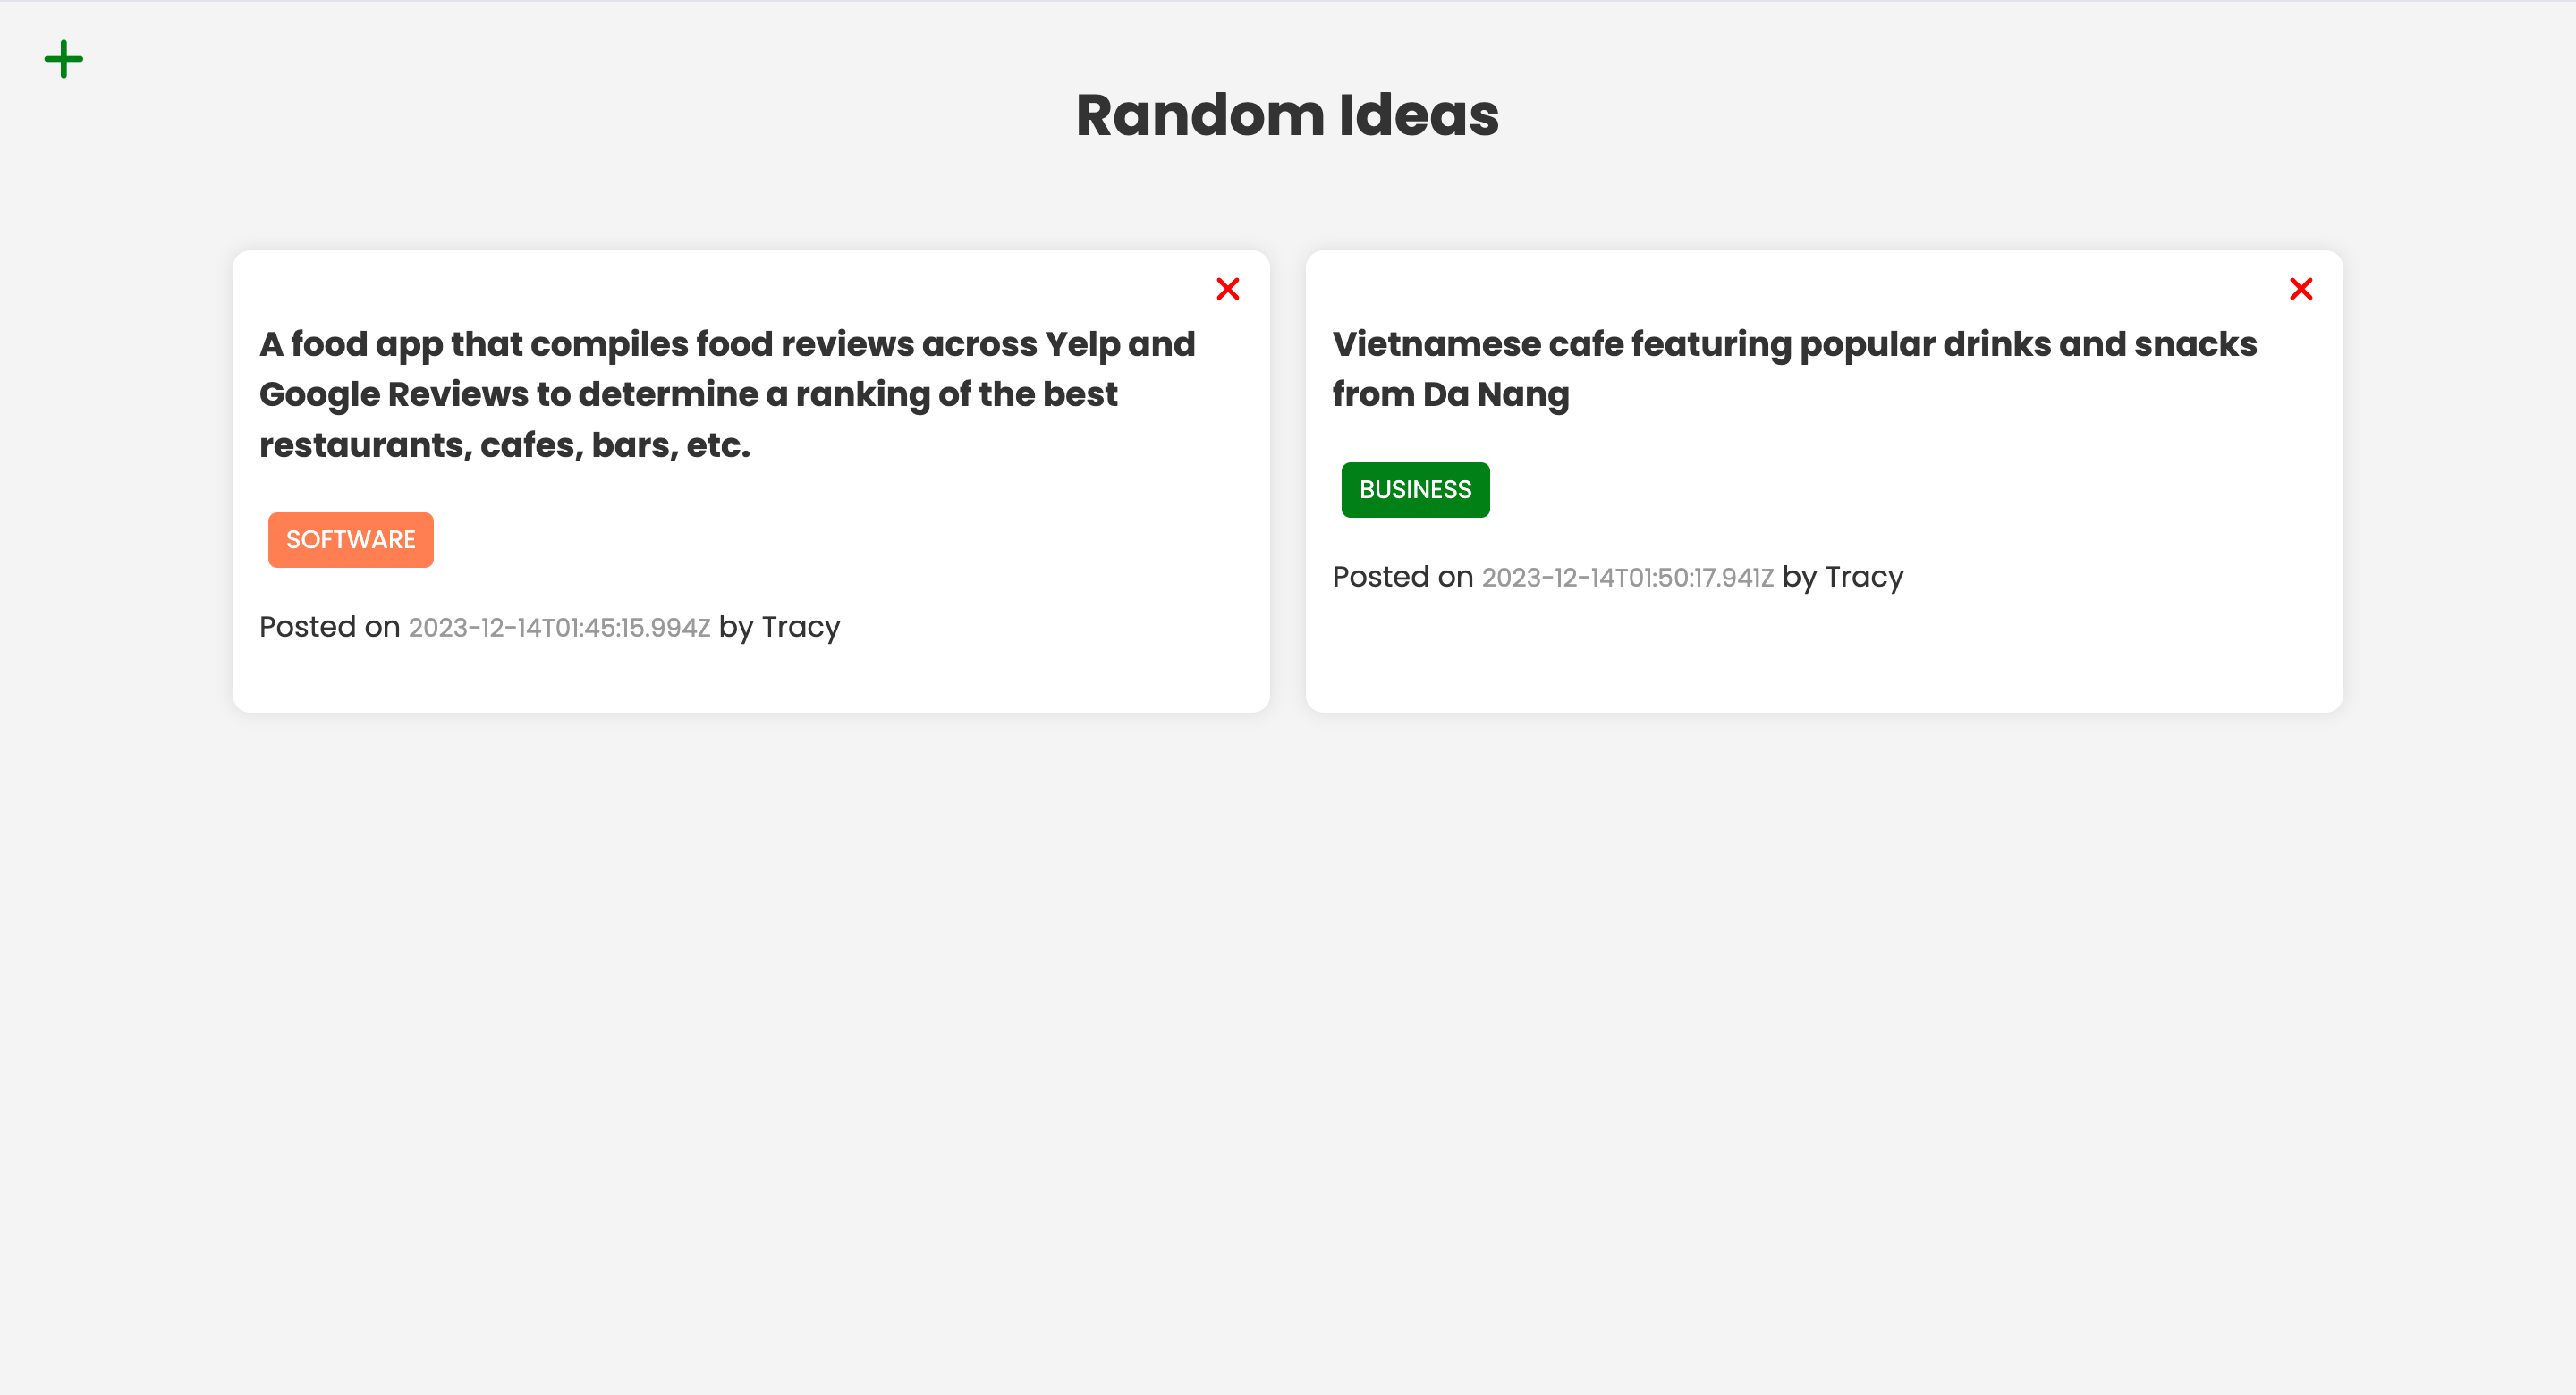 Random Ideas
A food app that compiles food reviews across Yelp and
Google Reviews to determine a ranking of the best
restaurants, cafes, bars, etc.
SOFTWARE
Posted on 2023-12-14T01:45:15.994Z by Tracy
Vietnamese cafe featuring popular drinks and snacks
from Da Nang
BUSINESS
Posted on 2023-12-14T01:50:17.941Z by Tracy